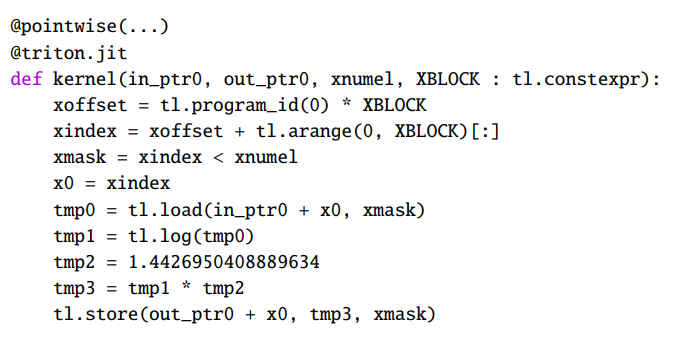 @pointwise(...)
@triton.jit
def kernel(in_ptr0, out_ptr0, xnumel, XBLOCK : tl.constexpr):
    xoffset = tl.program_id(0) * XBLOCK
    xindex = xoffset + tl.arange(0, XBLOCK)[:]
    xmask = xindex < xnumel
    x0 = xindex
    tmp0 = tl.load(in_ptr0 + x0, xmask)
    tmp1 = tl.log(tmp0)
    tmp2 = 1.4426950408889634
    tmp3 = tmp1 * tmp2
    tl.store(out_ptr0 + x0, tmp3, xmask)